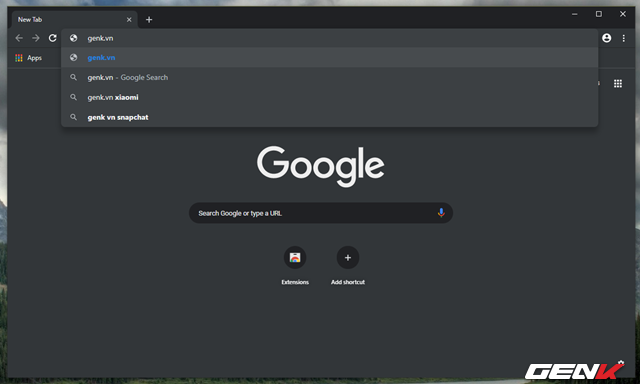 New Tab
genk.vn
Apps
genk.vn
genk.vn - Google Search
genk.vn xiaomi
genk vn snapchat
Google
Search Google or type a URL
Extensions
Add shortcut
GENK